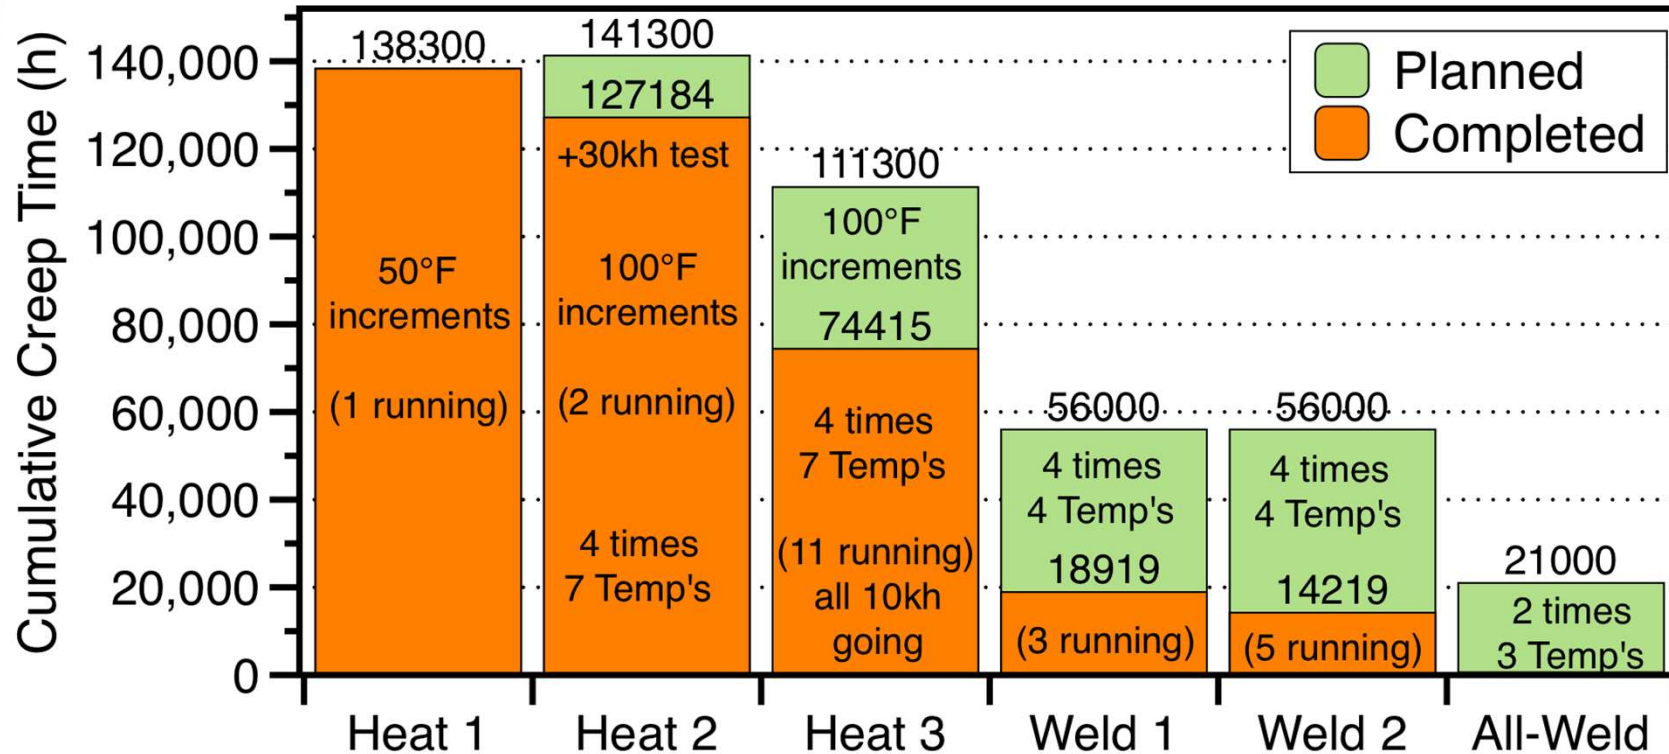 Cumulative Creep Time (h)
140,000
120,000
100,000
80,000
60,000
40,000
20,000
0
138300
50°F
increments
(1 running)
141300
127184
+30kh test
100°F
increments
(2 running)
4 times
7 Temp's
111300
100°F
increments
74415
4 times
7 Temp's
(11 running)
all 10kh
going
56000
4 times
4 Temp's
18919
(3 running)
56000
4 times
4 Temp's
14219
(5 running)
21000
2 times
3 Temp's
Planned
Completed
Heat 1
Heat 2
Heat 3
Weld 1
Weld 2
All-Weld